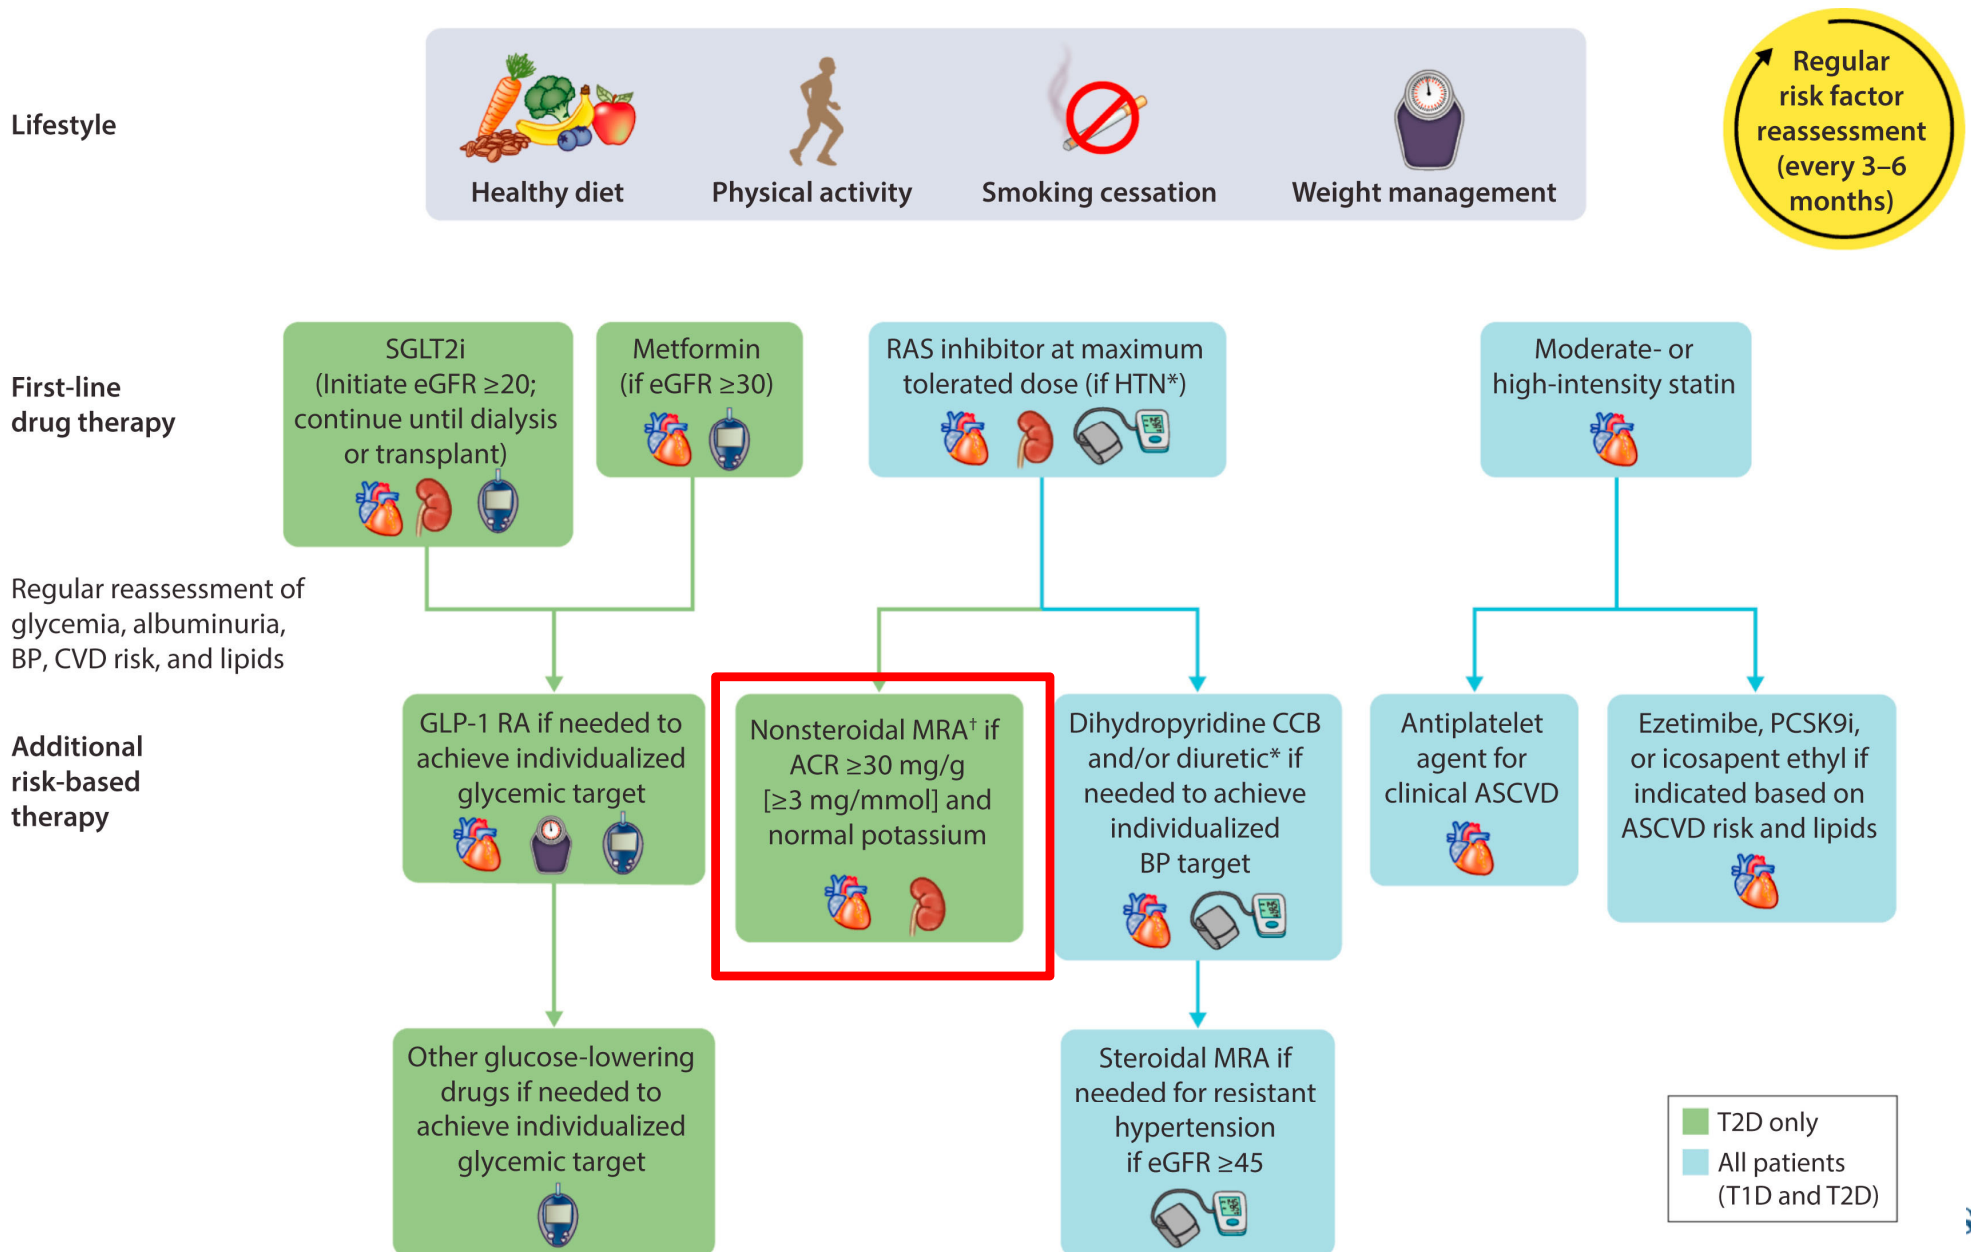 Lifestyle
Healthy diet
Physical activity
Smoking cessation
Weight management
Regular
risk factor
reassessment
(every 3–6
months)
First-line
drug therapy
SGLT2i
(Initiate eGFR ≥20;
continue until dialysis
or transplant)
Metformin
(if eGFR ≥30)
RAS inhibitor at maximum
tolerated dose (if HTN*)
Moderate- or
high-intensity statin
Regular reassessment of
glycemia, albuminuria,
BP, CVD risk, and lipids
Additional
risk-based
therapy
GLP-1 RA if needed to
achieve individualized
glycemic target
Nonsteroidal MRA† if
ACR ≥30 mg/g
[≥3 mg/mmol] and
normal potassium
Dihydropyridine CCB
and/or diuretic* if
needed to achieve
individualized
BP target
Antiplatelet
agent for
clinical ASCVD
Ezetimibe, PCSK9i,
or icosapent ethyl if
indicated based on
ASCVD risk and lipids
Other glucose-lowering
drugs if needed to
achieve individualized
glycemic target
Steroidal MRA if
needed for resistant
hypertension
if eGFR ≥45
T2D only
All patients
(T1D and T2D)